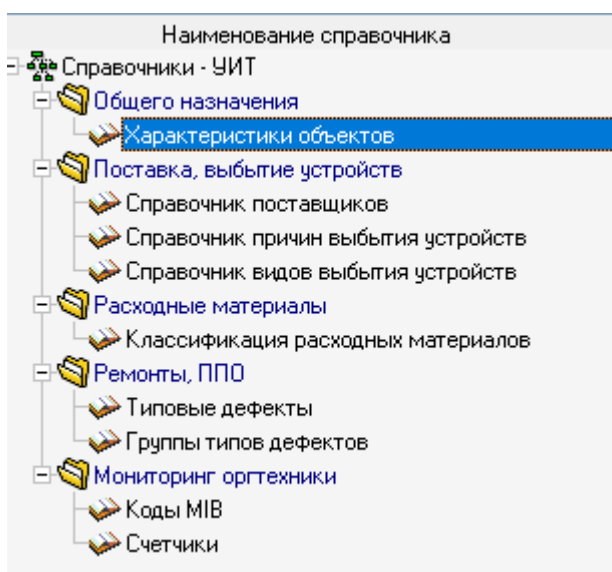 Наименование справочника
Справочники - УИТ
Общего назначения
Характеристики объектов
Поставка, выбытие устройств
Справочник поставщиков
Справочник причин выбытия устройств
Справочник видов выбытия устройств
Расходные материалы
Классификация расходных материалов
Ремонты, ППО
Типовые дефекты
Группы типов дефектов
Мониторинг оргтехники
Коды MIB
Счетчики